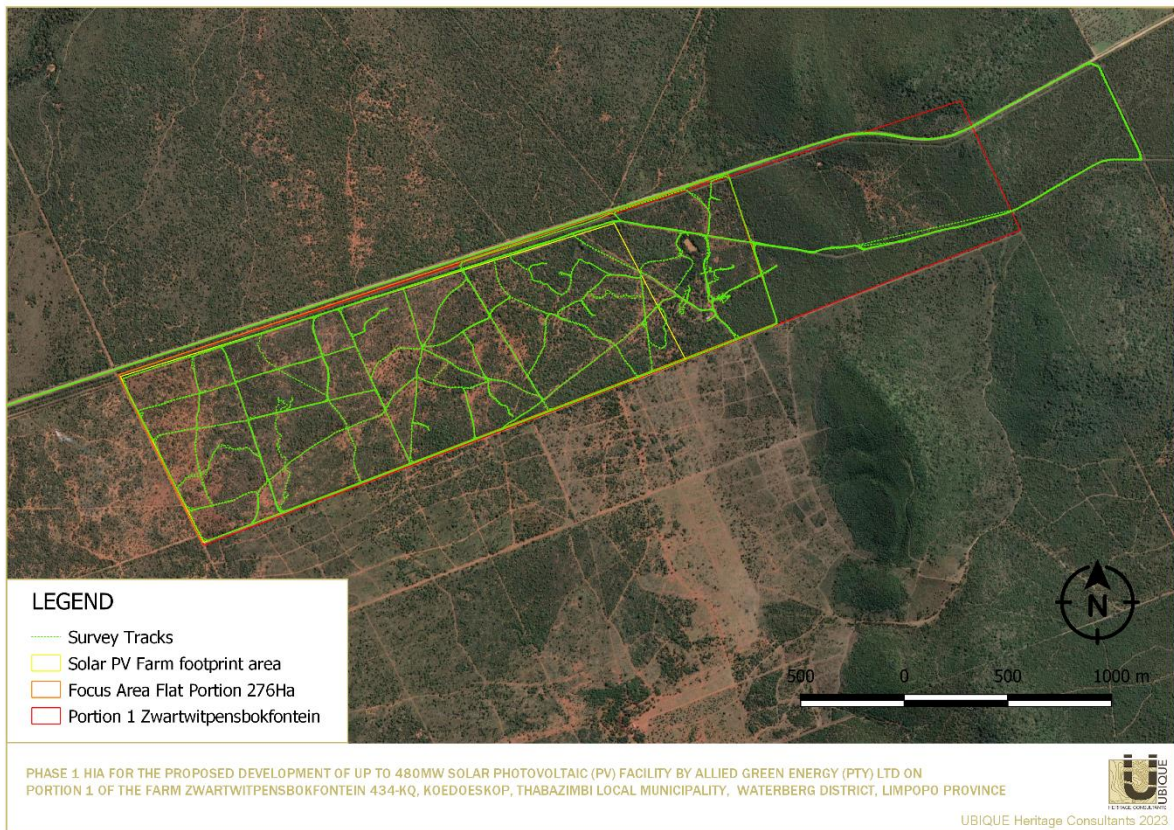 LEGEND
Survey Tracks
Solar PV Farm footprint area
Focus Area Flat Portion 276Ha
Portion 1 Zwartwitpensbokfontein
N
500 0 500 1000 m
PHASE 1 HIA FOR THE PROPOSED DEVELOPMENT OF UP TO 480MW SOLAR PHOTOVOLTAIC (PV) FACILITY BY ALLIED GREEN ENERGY (PTY) LTD ON
PORTION 1 OF THE FARM ZWARTWITPENSBOKFONTEIN 434-KQ, KOEDOESKOP, THABAZIMBI LOCAL MUNICIPALITY, WATERBERG DISTRICT, LIMPOPO PROVINCE
UBIQUE
HERITAGE CONSULTANTS
UBIQUE Heritage Consultants 2023